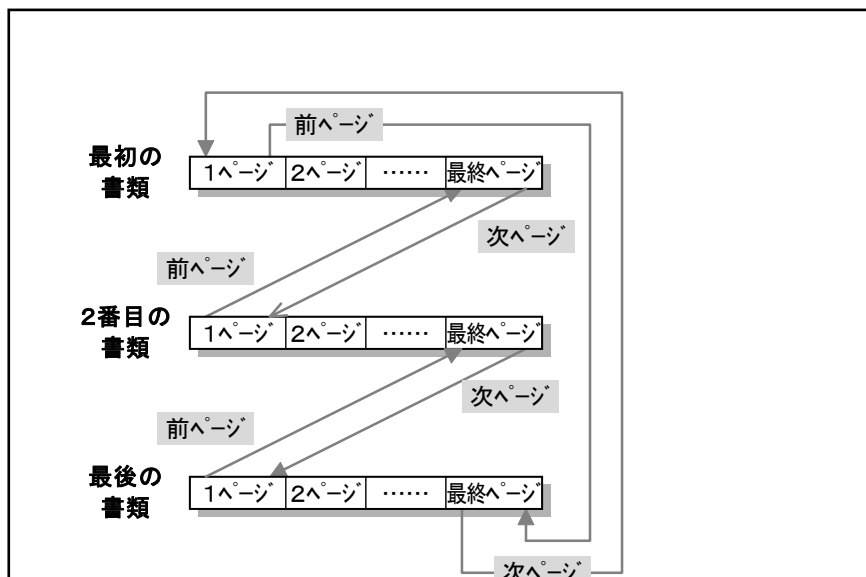 前ページ
最初の
書類
1ページ 2ページ …… 最終ページ
次ページ
前ページ
2番目の
書類
1ページ 2ページ …… 最終ページ
次ページ
前ページ
最後の
書類
1ページ 2ページ …… 最終ページ
次ページ